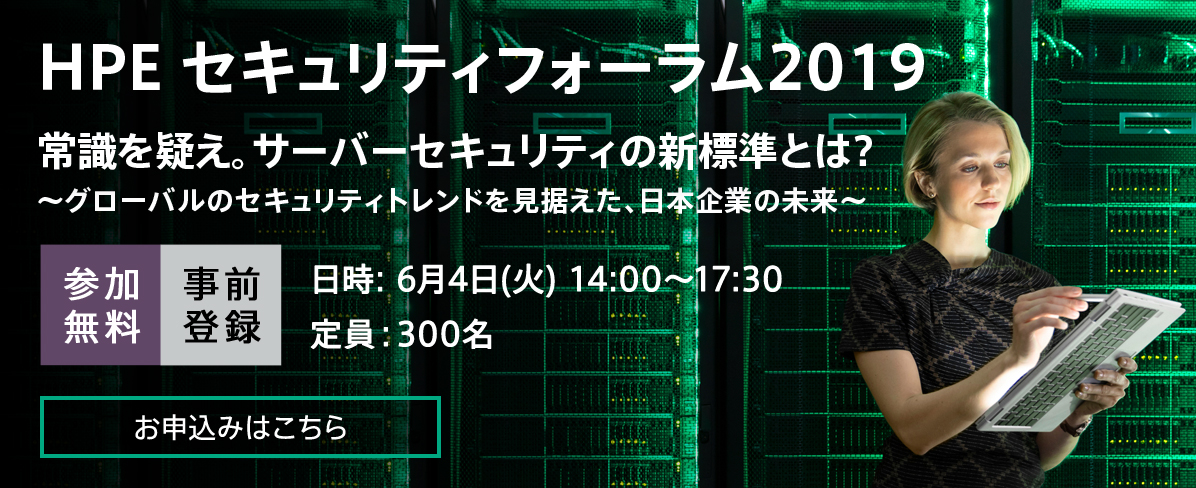 HPE セキュリティフォーラム2019
常識を疑え。サーバーセキュリティの新標準とは？
～グローバルのセキュリティトレンドを見据えた、日本企業の未来～
参加
無料
事前
登録
日時: 6月4日(火) 14:00～17:30
定員：300名
お申込みはこちら